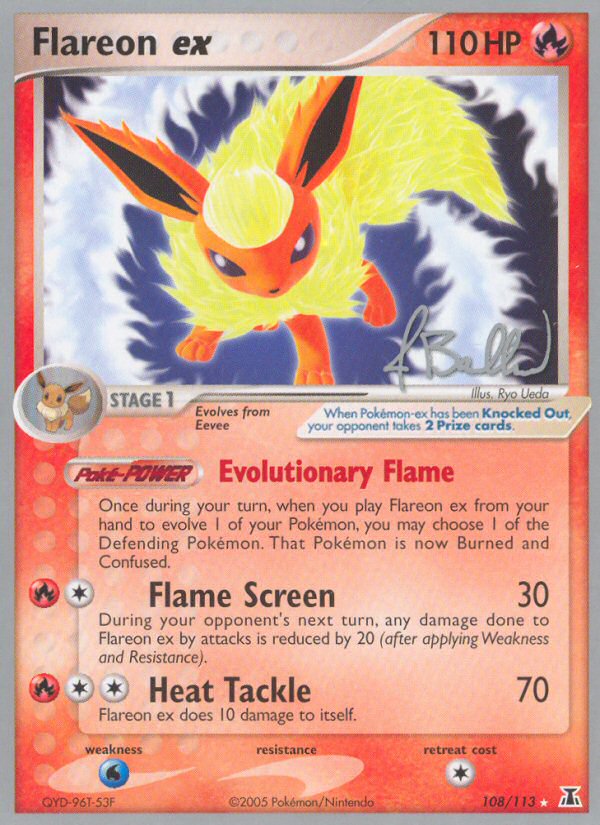 Flareon ex 110 HP
Illus. Ryo Ueda
STAGE 1
Evolves from
Eevee
When Pokémon-ex has been Knocked Out,
your opponent takes 2 Prize cards.
Poké-POWER Evolutionary Flame
Once during your turn, when you play Flareon ex from your
hand to evolve 1 of your Pokémon, you may choose 1 of the
Defending Pokémon. That Pokémon is now Burned and
Confused.
Flame Screen 30
During your opponent's next turn, any damage done to
Flareon ex by attacks is reduced by 20 (after applying Weakness
and Resistance).
Heat Tackle 70
Flareon ex does 10 damage to itself.
weakness resistance retreat cost
QYD-96T-53F ©2005 Pokémon/Nintendo 108/113